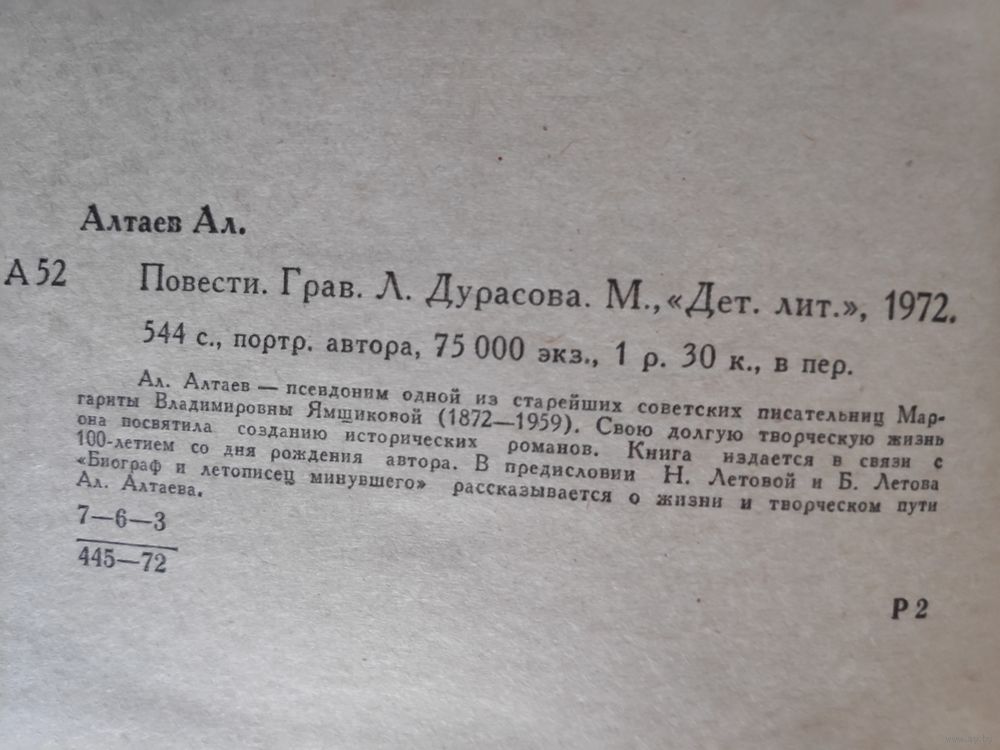 Алтаев Ал.
А 52 Повести. Грав. Л. Дурасова. М., «Дет. лит.», 1972.
544 с., портр. автора, 75 000 экз., 1 р. 30 к., в пер.
Ал. Алтаев — псевдоним одной из старейших советских писательниц Мар-
гариты Владимировны Ямщиковой (1872—1959). Свою долгую творческую жизнь
она посвятила созданию исторических романов. Книга издается в связи с
100-летием со дня рождения автора. В предисловии Н. Летовой и Б. Летова
«Биограф и летописец минувшего» рассказывается о жизни и творческом пути
Ал. Алтаева.
7—6—3
445—72
Р 2